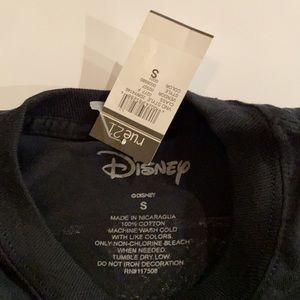 S
rue21
Disney
©DISNEY
S
MADE IN NICARAGUA
100% COTTON
MACHINE WASH COLD
WITH LIKE COLORS.
ONLY NON-CHLORINE BLEACH
WHEN NEEDED.
TUMBLE DRY LOW.
DO NOT IRON DECORATION
RN#117508